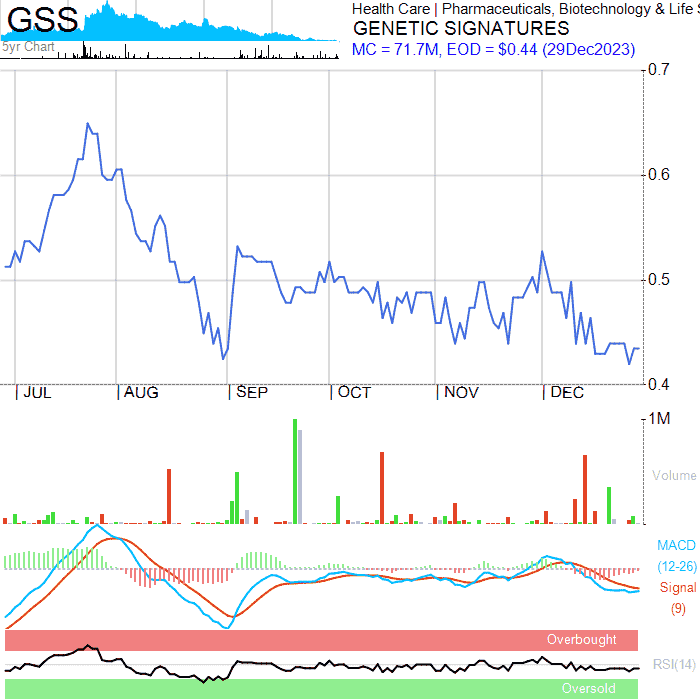 GSS
5yr Chart
Health Care | Pharmaceuticals, Biotechnology & Life S
GENETIC SIGNATURES
MC = 71.7M, EOD = $0.44 (29Dec2023)
0.7
0.6
0.5
0.4
JUL AUG SEP OCT NOV DEC
1M
Volume
MACD
(12-26)
Signal
(9)
Overbought
RSI(14)
Oversold